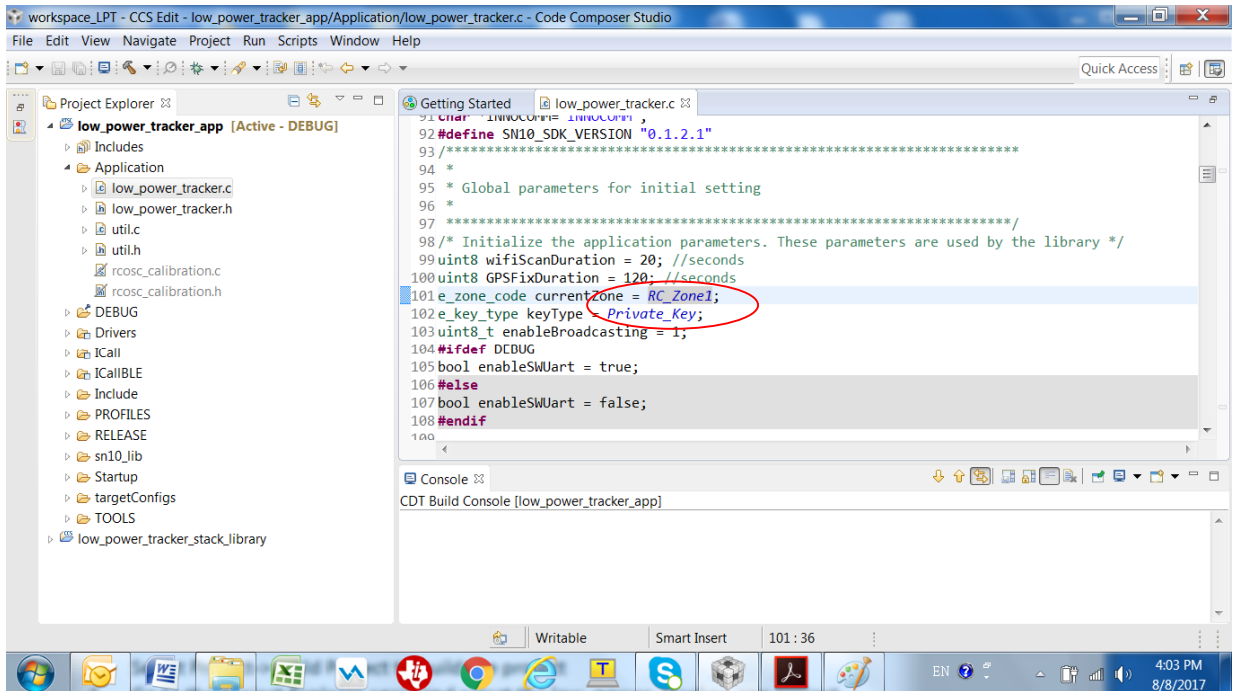 workspace_LPT - CCS Edit - low_power_tracker_app/Application/low_power_tracker.c - Code Composer Studio
File Edit View Navigate Project Run Scripts Window Help
Quick Access
Project Explorer
Getting Started
low_power_tracker.c
low_power_tracker_app [Active - DEBUG]
Includes
Application
low_power_tracker.c
low_power_tracker.h
util.c
util.h
rcosc_calibration.c
rcosc_calibration.h
DEBUG
Drivers
ICall
ICallBLE
Include
PROFILES
RELEASE
sn10_lib
Startup
targetConfigs
TOOLS
low_power_tracker_stack_library
91 char *INNOCOMM= "INNOCOMM";
92 #define SN10_SDK_VERSION "0.1.2.1"
93 /***********************************************************************
94 *
95 * Global parameters for initial setting
96 *
97 **********************************************************************/
98 /* Initialize the application parameters. These parameters are used by the library */
99 uint8 wifiScanDuration = 20; //seconds
100 uint8 GPSFixDuration = 120; //seconds
101 e_zone_code currentZone = RC_Zone1;
102 e_key_type keyType = Private_Key;
103 uint8_t enableBroadcasting = 1;
104 #ifdef DEBUG
105 bool enableSWUart = true;
106 #else
107 bool enableSWUart = false;
108 #endif
109
Console
CDT Build Console [low_power_tracker_app]
Writable
Smart Insert
101 : 36
EN
4:03 PM
8/8/2017